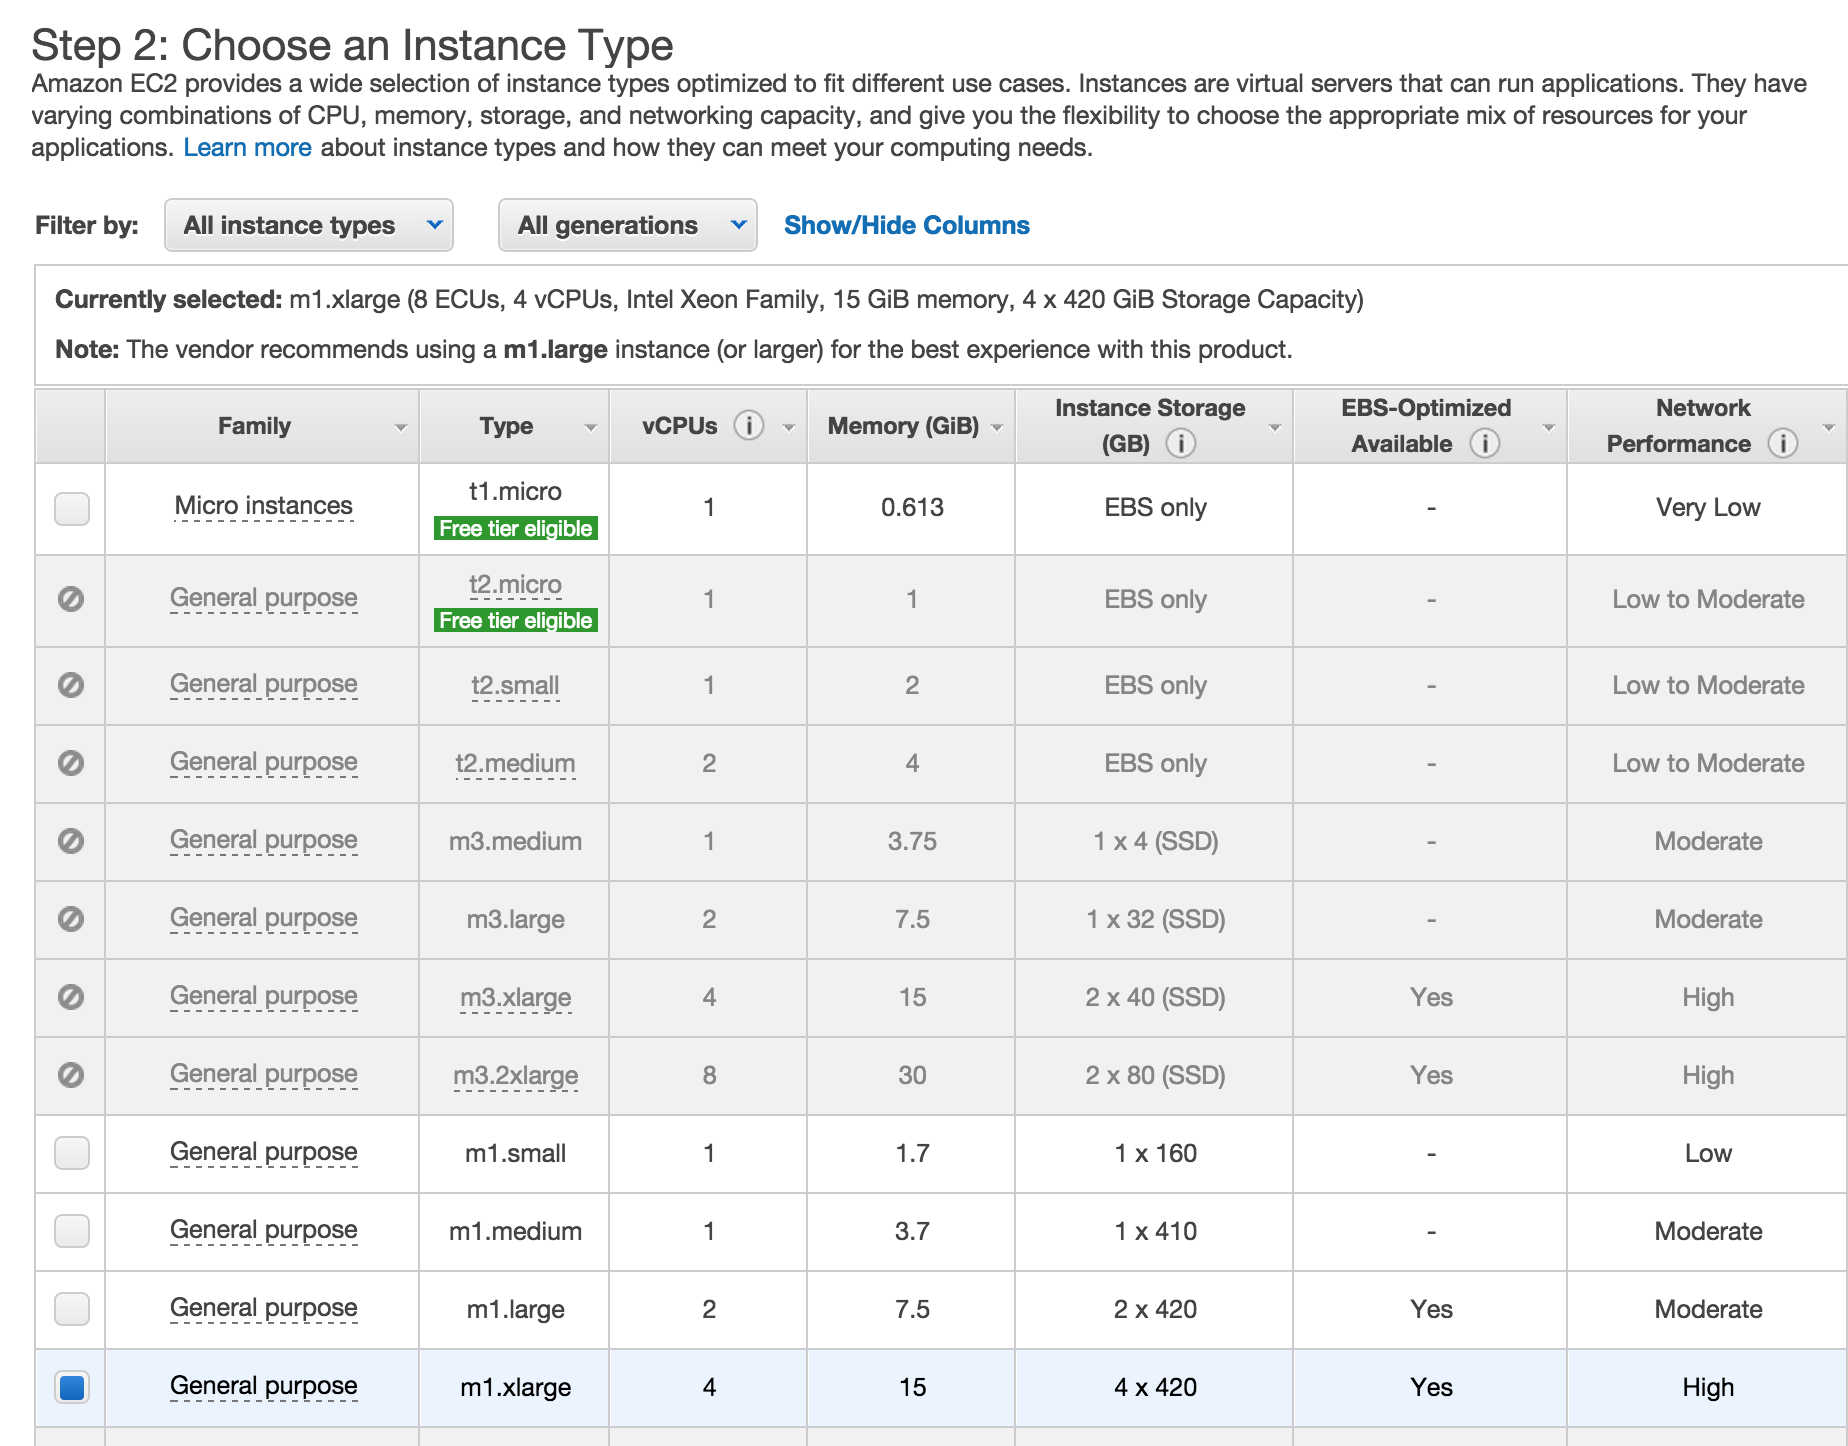 Step 2: Choose an Instance Type
Amazon EC2 provides a wide selection of instance types optimized to fit different use cases. Instances are virtual servers that can run applications. They have
varying combinations of CPU, memory, storage, and networking capacity, and give you the flexibility to choose the appropriate mix of resources for your
applications. Learn more about instance types and how they can meet your computing needs.
Filter by: All instance types All generations Show/Hide Columns
Currently selected: m1.xlarge (8 ECUs, 4 vCPUs, Intel Xeon Family, 15 GiB memory, 4 x 420 GiB Storage Capacity)
Note: The vendor recommends using a m1.large instance (or larger) for the best experience with this product.
Family Type vCPUs i Memory (GiB) Instance Storage (GB) i EBS-Optimized Available i Network Performance i
Micro instances t1.micro Free tier eligible 1 0.613 EBS only - Very Low
General purpose t2.micro Free tier eligible 1 1 EBS only - Low to Moderate
General purpose t2.small 1 2 EBS only - Low to Moderate
General purpose t2.medium 2 4 EBS only - Low to Moderate
General purpose m3.medium 1 3.75 1 x 4 (SSD) - Moderate
General purpose m3.large 2 7.5 1 x 32 (SSD) - Moderate
General purpose m3.xlarge 4 15 2 x 40 (SSD) Yes High
General purpose m3.2xlarge 8 30 2 x 80 (SSD) Yes High
General purpose m1.small 1 1.7 1 x 160 - Low
General purpose m1.medium 1 3.7 1 x 410 - Moderate
General purpose m1.large 2 7.5 2 x 420 Yes Moderate
General purpose m1.xlarge 4 15 4 x 420 Yes High